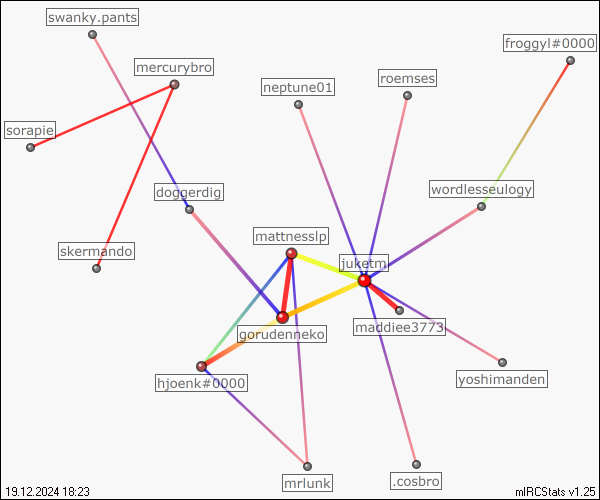 swanky.pants
froggyl#0000
mercurybro
roemses
neptune01
sorapie
wordlesseulogy
doggerdig
mattnesslp
skermando
juketm
maddiee3773
gorudenneko
yoshimanden
hjoenk#0000
mrlunk
.cosbro
19.12.2024 18:23
mIRCStats v1.25